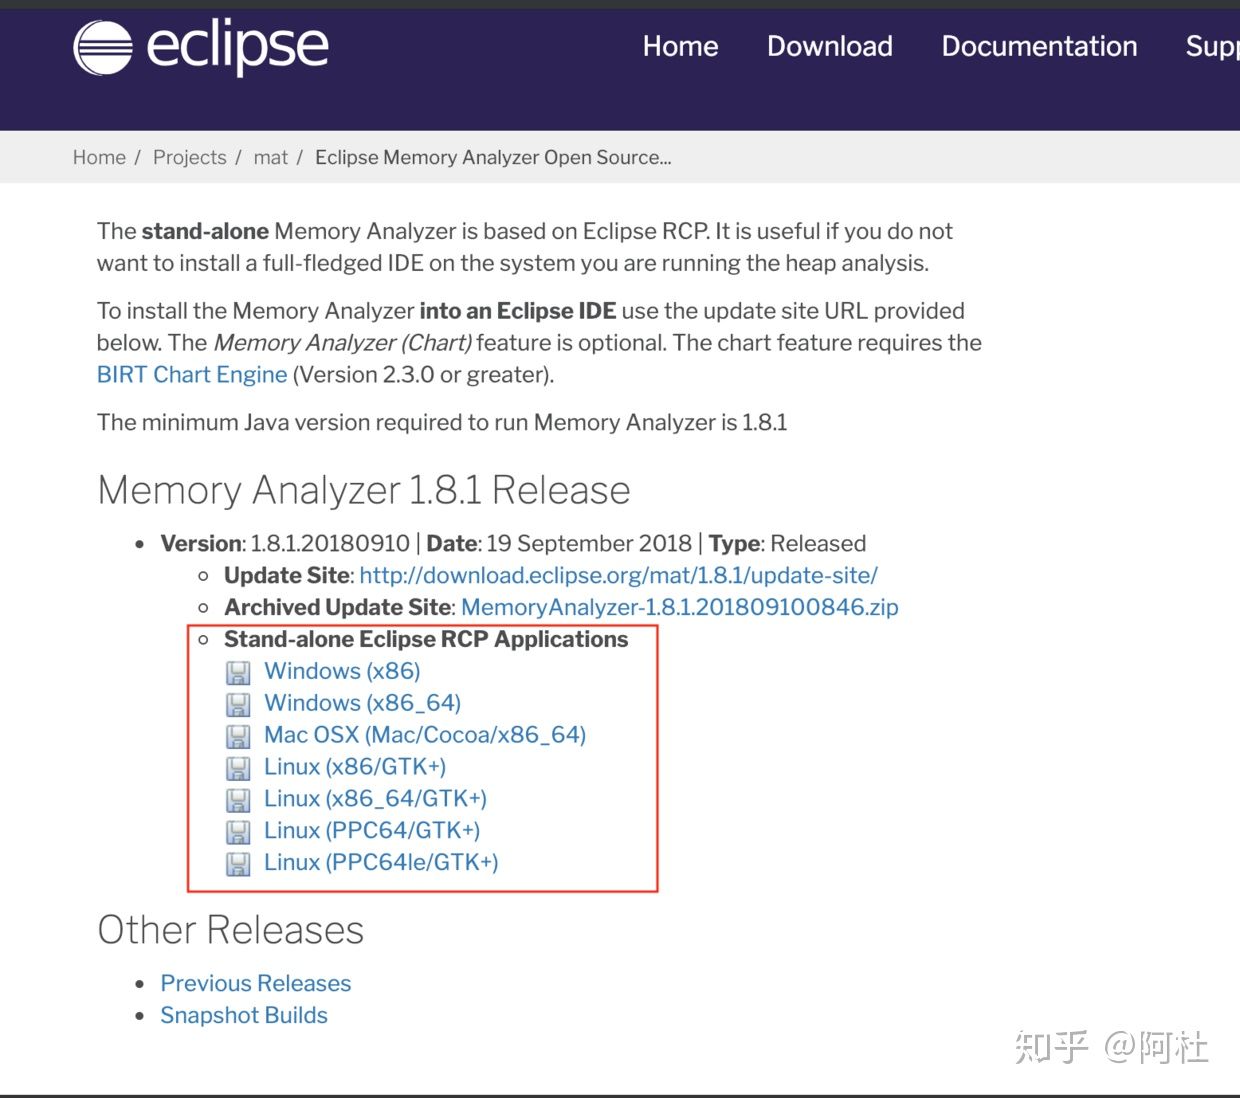 eclipse
Home Download Documentation Supp
Home / Projects / mat / Eclipse Memory Analyzer Open Source...
The stand-alone Memory Analyzer is based on Eclipse RCP. It is useful if you do not
want to install a full-fledged IDE on the system you are running the heap analysis.
To install the Memory Analyzer into an Eclipse IDE use the update site URL provided
below. The Memory Analyzer (Chart) feature is optional. The chart feature requires the
BIRT Chart Engine (Version 2.3.0 or greater).
The minimum Java version required to run Memory Analyzer is 1.8.1
Memory Analyzer 1.8.1 Release
• Version: 1.8.1.20180910 | Date: 19 September 2018 | Type: Released
○ Update Site: http://download.eclipse.org/mat/1.8.1/update-site/
○ Archived Update Site: MemoryAnalyzer-1.8.1.201809100846.zip
○ Stand-alone Eclipse RCP Applications
Windows (x86)
Windows (x86_64)
Mac OSX (Mac/Cocoa/x86_64)
Linux (x86/GTK+)
Linux (x86_64/GTK+)
Linux (PPC64/GTK+)
Linux (PPC64le/GTK+)
Other Releases
• Previous Releases
• Snapshot Builds
知乎 @阿杜